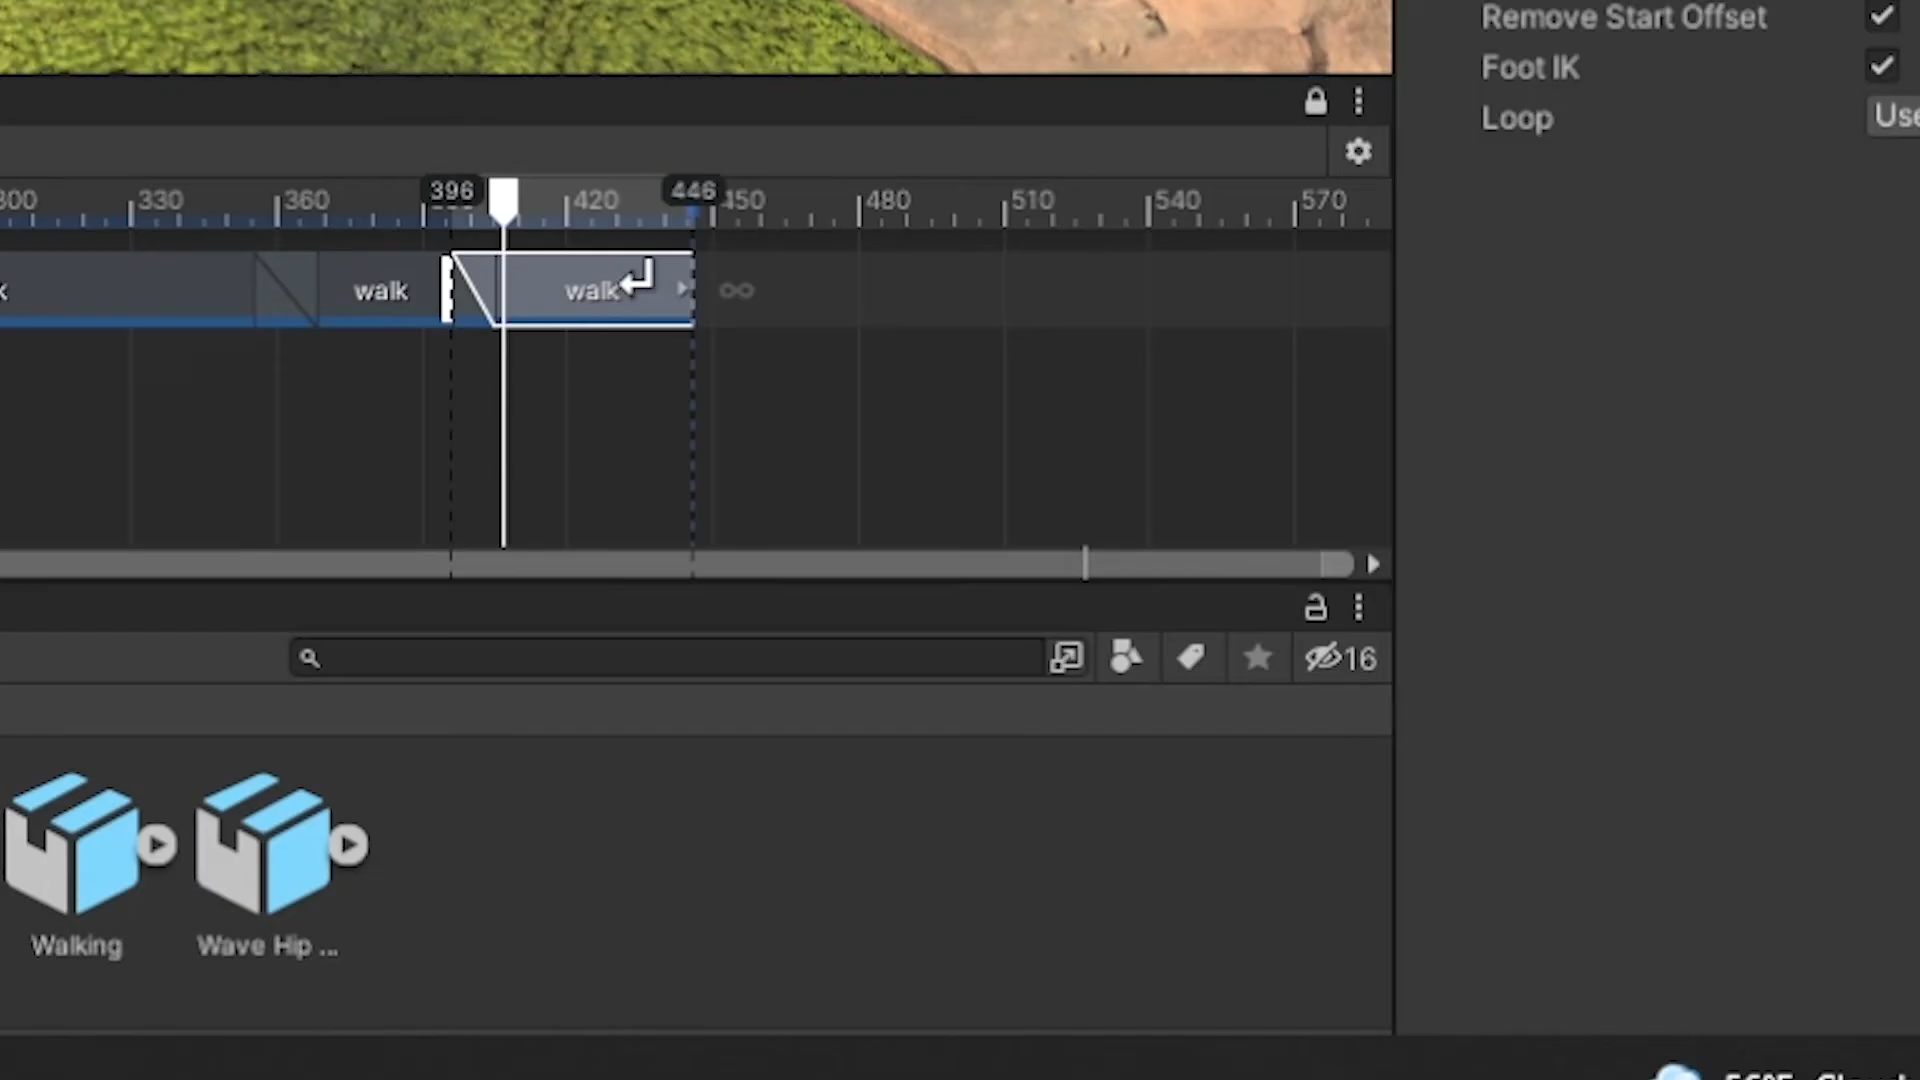 Remove Start Offset
Foot IK
Loop
Use
300 330 360 396 420 446 450 480 510 540 570
walk walk
16
Walking Wave Hip ...